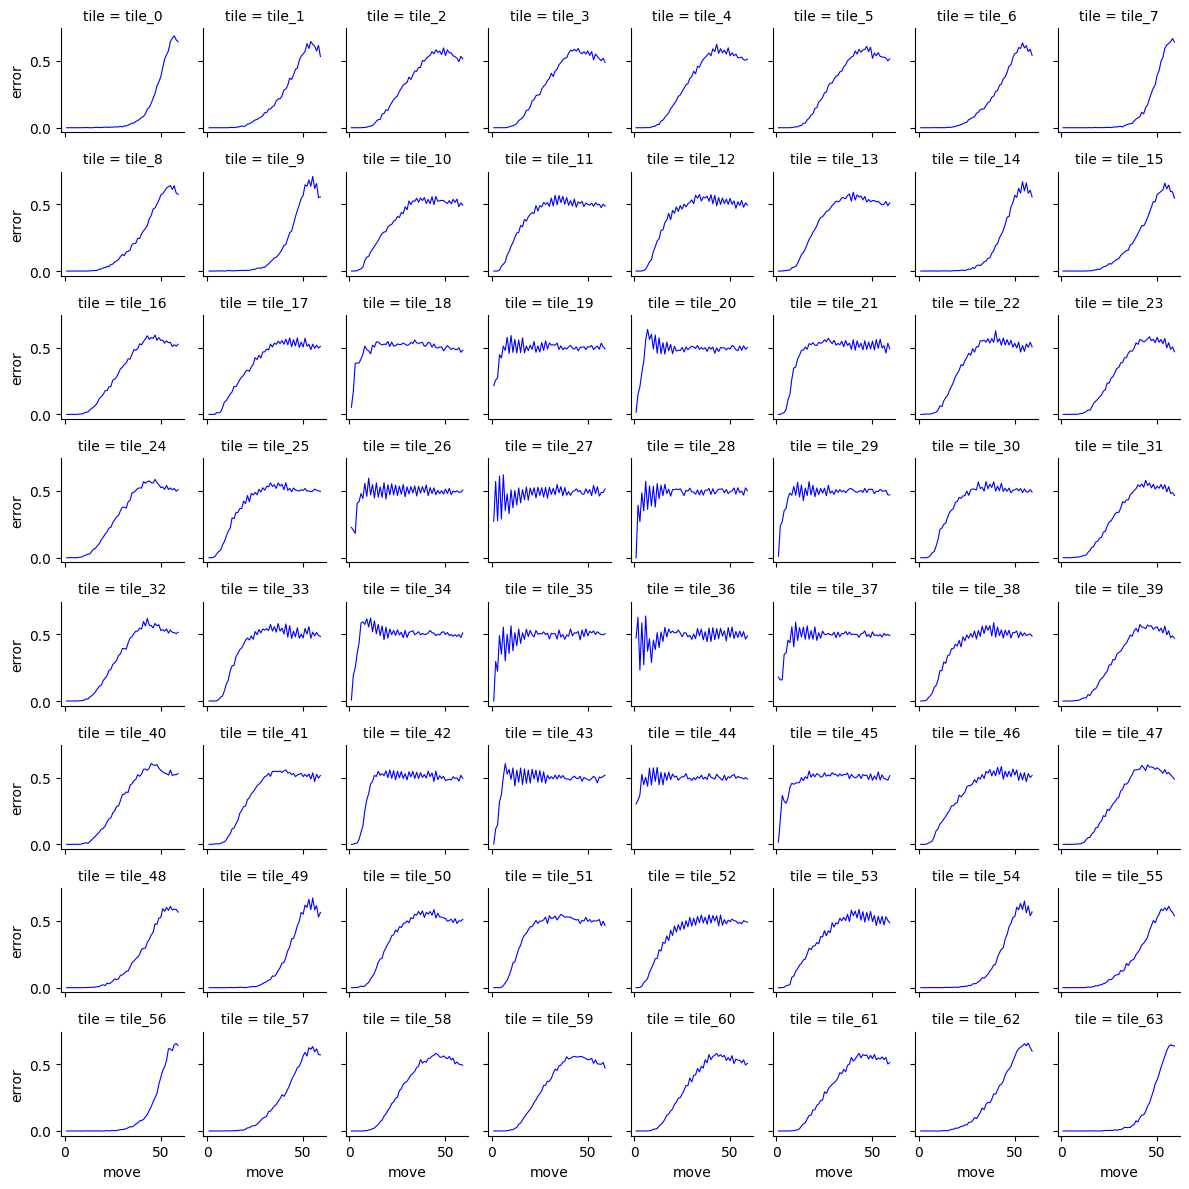 tile = tile_0 tile = tile_1 tile = tile_2 tile = tile_3 tile = tile_4 tile = tile_5 tile = tile_6 tile = tile_7
error
0.5
0.0
tile = tile_8 tile = tile_9 tile = tile_10 tile = tile_11 tile = tile_12 tile = tile_13 tile = tile_14 tile = tile_15
error
0.5
0.0
tile = tile_16 tile = tile_17 tile = tile_18 tile = tile_19 tile = tile_20 tile = tile_21 tile = tile_22 tile = tile_23
error
0.5
0.0
tile = tile_24 tile = tile_25 tile = tile_26 tile = tile_27 tile = tile_28 tile = tile_29 tile = tile_30 tile = tile_31
error
0.5
0.0
tile = tile_32 tile = tile_33 tile = tile_34 tile = tile_35 tile = tile_36 tile = tile_37 tile = tile_38 tile = tile_39
error
0.5
0.0
tile = tile_40 tile = tile_41 tile = tile_42 tile = tile_43 tile = tile_44 tile = tile_45 tile = tile_46 tile = tile_47
error
0.5
0.0
tile = tile_48 tile = tile_49 tile = tile_50 tile = tile_51 tile = tile_52 tile = tile_53 tile = tile_54 tile = tile_55
error
0.5
0.0
tile = tile_56 tile = tile_57 tile = tile_58 tile = tile_59 tile = tile_60 tile = tile_61 tile = tile_62 tile = tile_63
error
0.5
0.0
0 50 0 50 0 50 0 50 0 50 0 50 0 50 0 50
move move move move move move move move